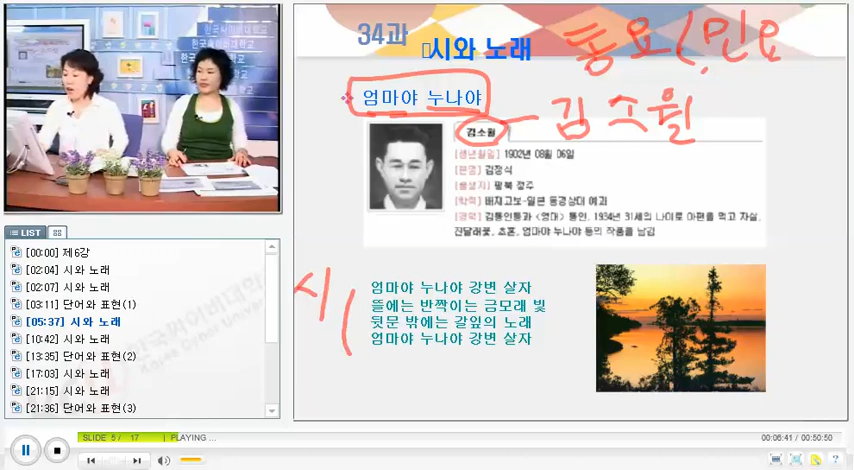 34과
시와 노래
동요(민요
엄마야 누나야
김소월
김소월
[생년월일] 1902년 08월 06일
[본명] 김정식
[출생지] 평북 정주
[학력] 배재고보-일본 동경상대 예과
[경력] 김동인등과 <영대> 동인. 1934년 31세의 나이로 아편을 먹고 자살.
진달래꽃, 초혼, 엄마야 누나야 등의 작품을 남김
시(
엄마야 누나야 강변 살자
뜰에는 반짝이는 금모래 빛
뒷문 밖에는 갈잎의 노래
엄마야 누나야 강변 살자
LIST
[00:00] 제6강
[02:04] 시와 노래
[02:07] 시와 노래
[03:11] 단어와 표현(1)
[05:37] 시와 노래
[10:42] 시와 노래
[13:35] 단어와 표현(2)
[17:03] 시와 노래
[21:15] 시와 노래
[21:36] 단어와 표현(3)
SLIDE 5 / 17 | PLAYING ...
00:06:41 / 00:50:50